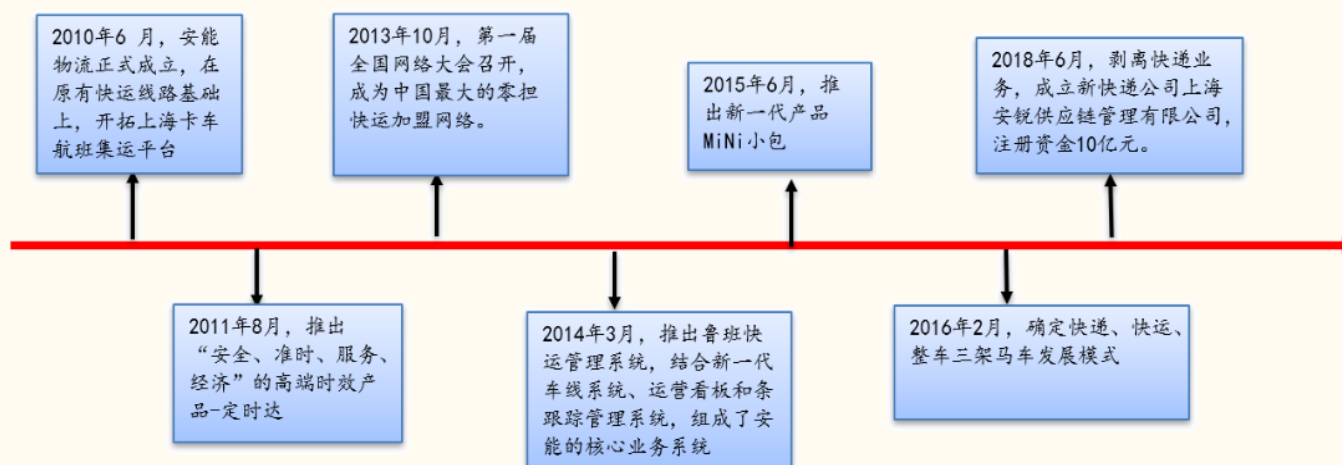 2010年6 月，安能
物流正式成立，在
原有快运线路基础
上，开拓上海卡车
航班集运平台
2011年8月，推出
“安全、准时、服务、
经济”的高端时效产
品-定时达
2013年10月，第一届
全国网络大会召开，
成为中国最大的零担
快运加盟网络。
2014年3月，推出鲁班快
运管理系统，结合新一代
车线系统、运营看板和条
跟踪管理系统，组成了安
能的核心业务系统
2015年6月，推
出新一代产品
MiNi小包
2016年2月，确定快递、快运、
整车三架马车发展模式
2018年6月，剥离快递业
务，成立新快递公司上海
安锐供应链管理有限公司，
注册资金10亿元。